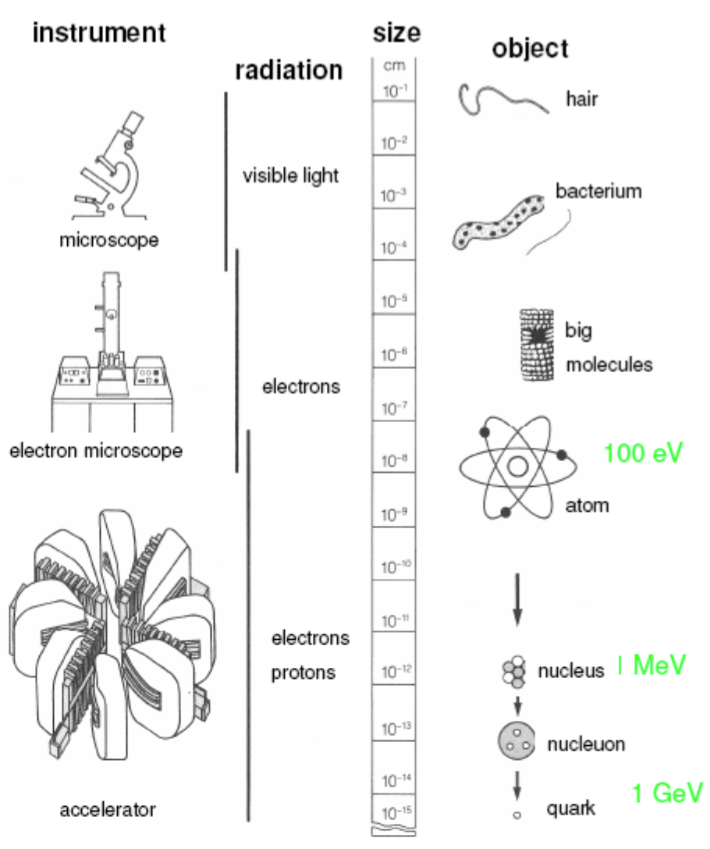 instrument
radiation
size
object
cm
10⁻¹
hair
10⁻²
visible light
10⁻³
bacterium
microscope
10⁻⁴
10⁻⁵
big
molecules
10⁻⁶
electrons
10⁻⁷
electron microscope
100 eV
10⁻⁸
atom
10⁻⁹
10⁻¹⁰
10⁻¹¹
electrons
protons
10⁻¹²
nucleus
1 MeV
10⁻¹³
nucleuon
10⁻¹⁴
1 GeV
accelerator
10⁻¹⁵
quark